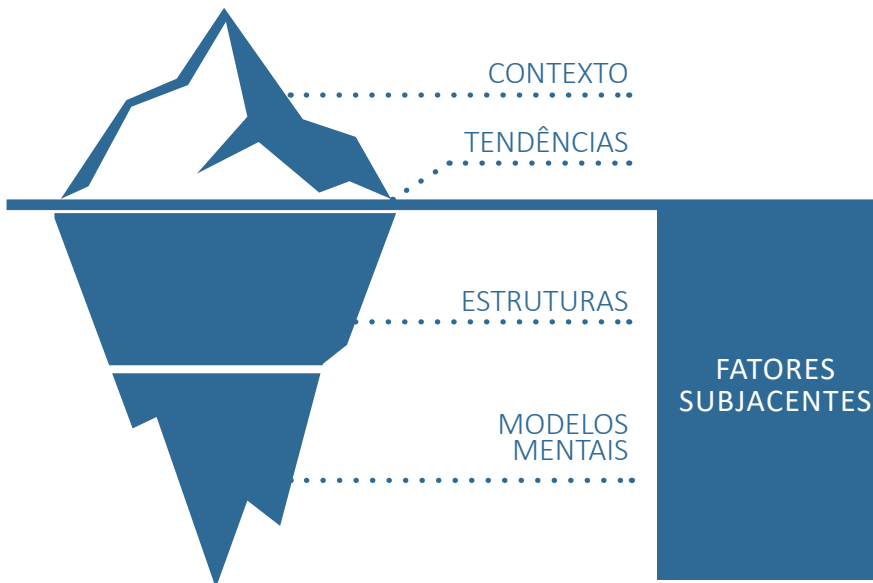 CONTEXTO
TENDÊNCIAS
ESTRUTURAS
FATORES
SUBJACENTES
MODELOS
MENTAIS